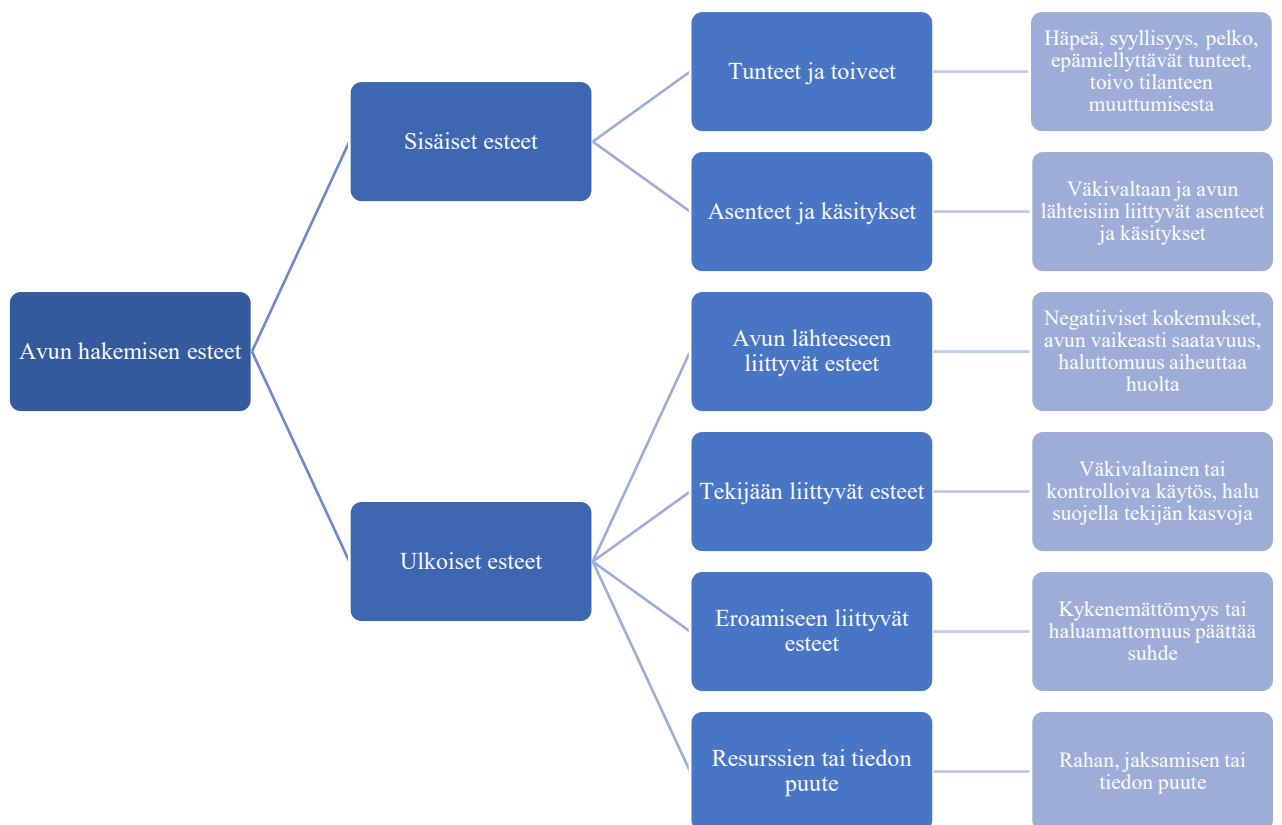 Avun hakemisen esteet
Sisäiset esteet
Tunteet ja toiveet
Häpeä, syyllisyys, pelko,
epämiellyttävät tunteet,
toivo tilanteen
muuttumisesta
Asenteet ja käsitykset
Väkivaltaan ja avun
lähteisiin liittyvät asenteet
ja käsitykset
Ulkoiset esteet
Avun lähteeseen
liittyvät esteet
Negatiiviset kokemukset,
avun vaikeasti saatavuus,
haluttomuus aiheuttaa
huolta
Tekijään liittyvät esteet
Väkivaltainen tai
kontrolloiva käytös, halu
suojella tekijän kasvoja
Eroamiseen liittyvät
esteet
Kykenemättömyys tai
haluamattomuus päättää
suhde
Resurssien tai tiedon
puute
Rahan, jaksamisen tai
tiedon puute